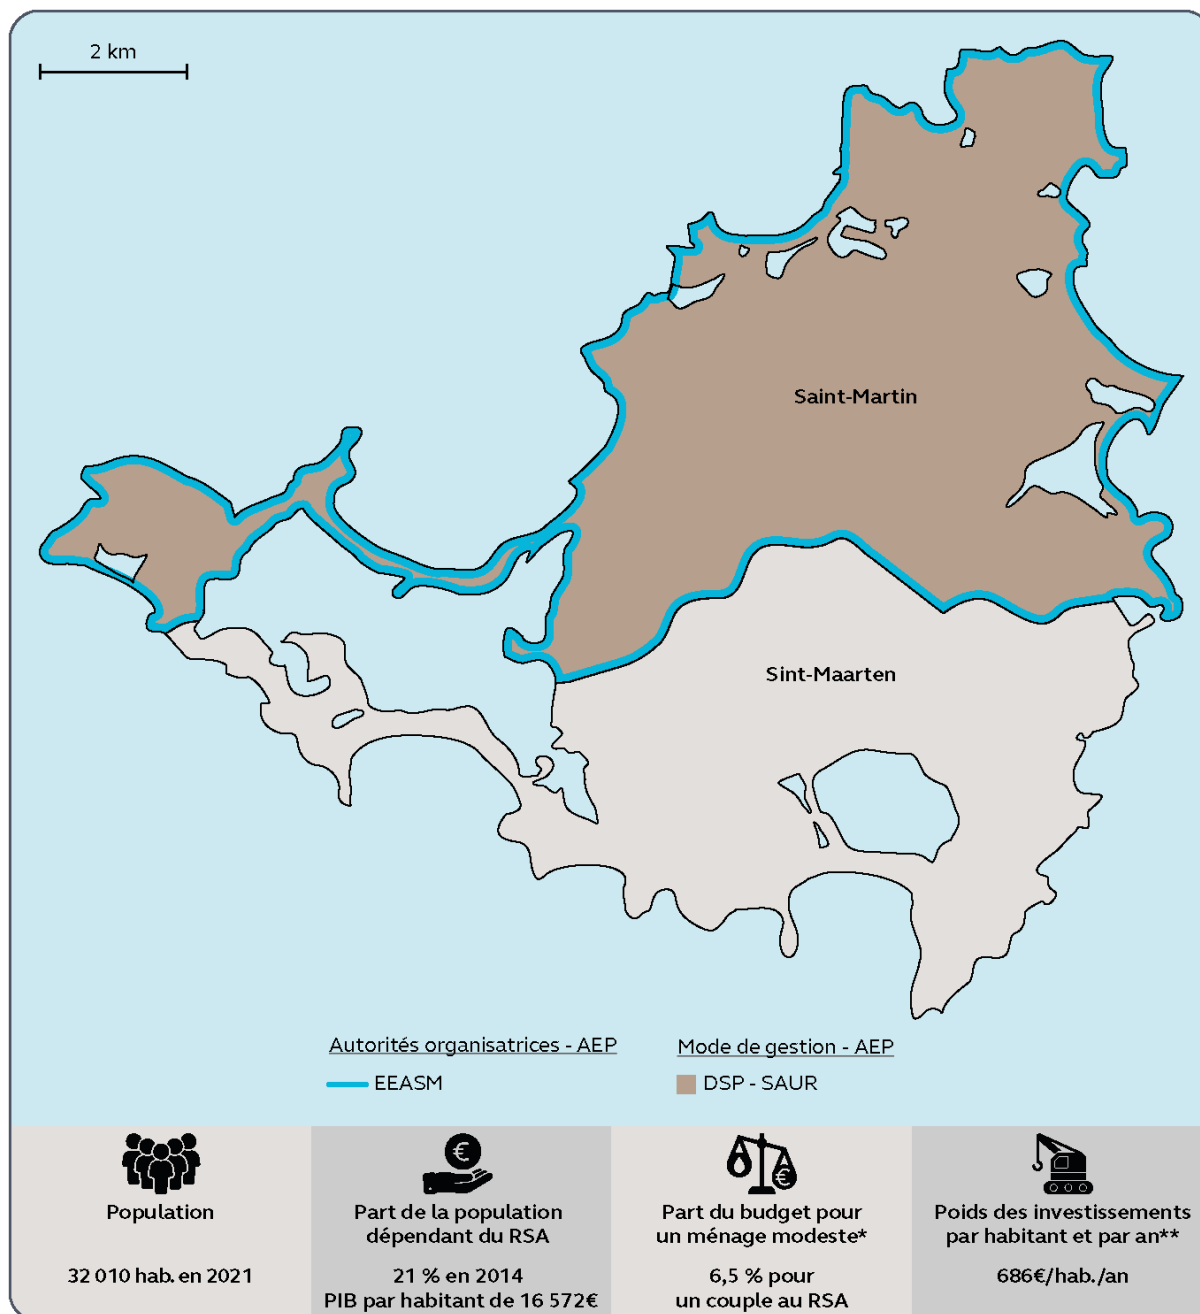 2 km
Saint-Martin
Sint-Maarten
Autorités organisatrices - AEP
EEASM
Mode de gestion - AEP
DSP - SAUR
Population
32 010 hab. en 2021
Part de la population
dépendant du RSA
21 % en 2014
PIB par habitant de 16 572€
Part du budget pour
un ménage modeste*
6,5 % pour
un couple au RSA
Poids des investissements
par habitant et par an**
686€/hab./an